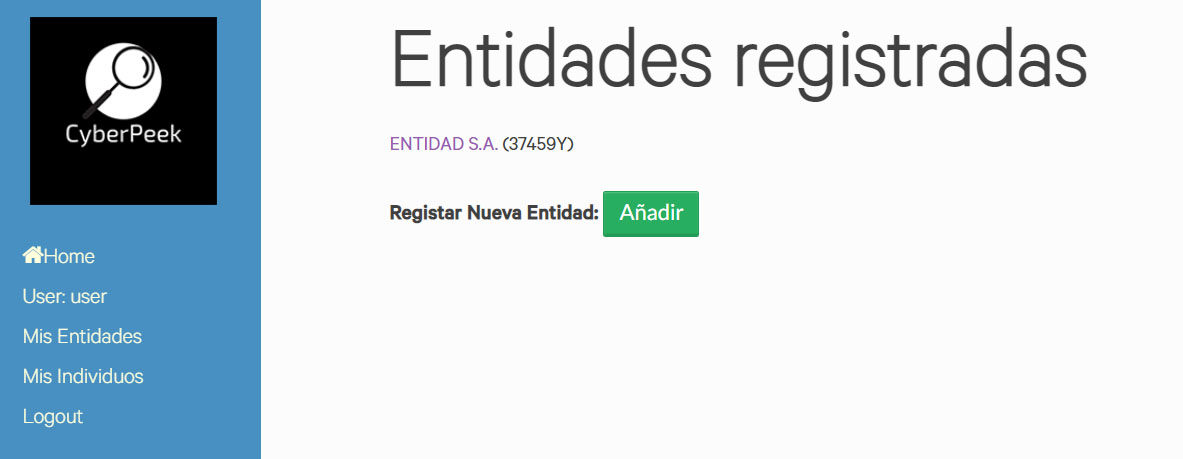 CyberPeek
Home
User: user
Mis Entidades
Mis Individuos
Logout
Entidades registradas
ENTIDAD S.A. (37459Y)
Registar Nueva Entidad: Añadir